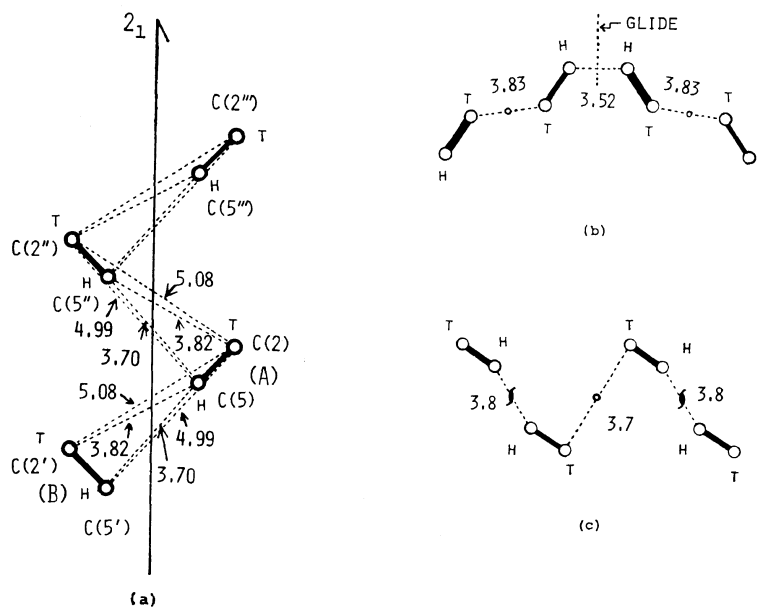 2₁
C(2‴)
T
H
C(5‴)
T
C(2″)
H
C(5″)
5.08
4.99
3.70
3.82
T
C(2)
(A)
C(5)
H
5.08
3.82
4.99
3.70
T
C(2′)
(B)
H
C(5′)
(a)
GLIDE
H H
3.83 3.83
3.52
T T T T
H
(b)
T H T H
3.8 3.7 3.8
H T H T
(c)